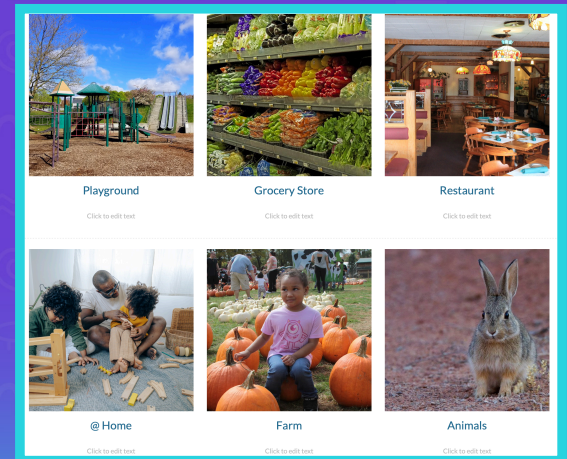 Playground
Grocery Store
Restaurant
Click to edit text
Click to edit text
Click to edit text
@ Home
Farm
Animals
Click to edit text
Click to edit text
Click to edit text